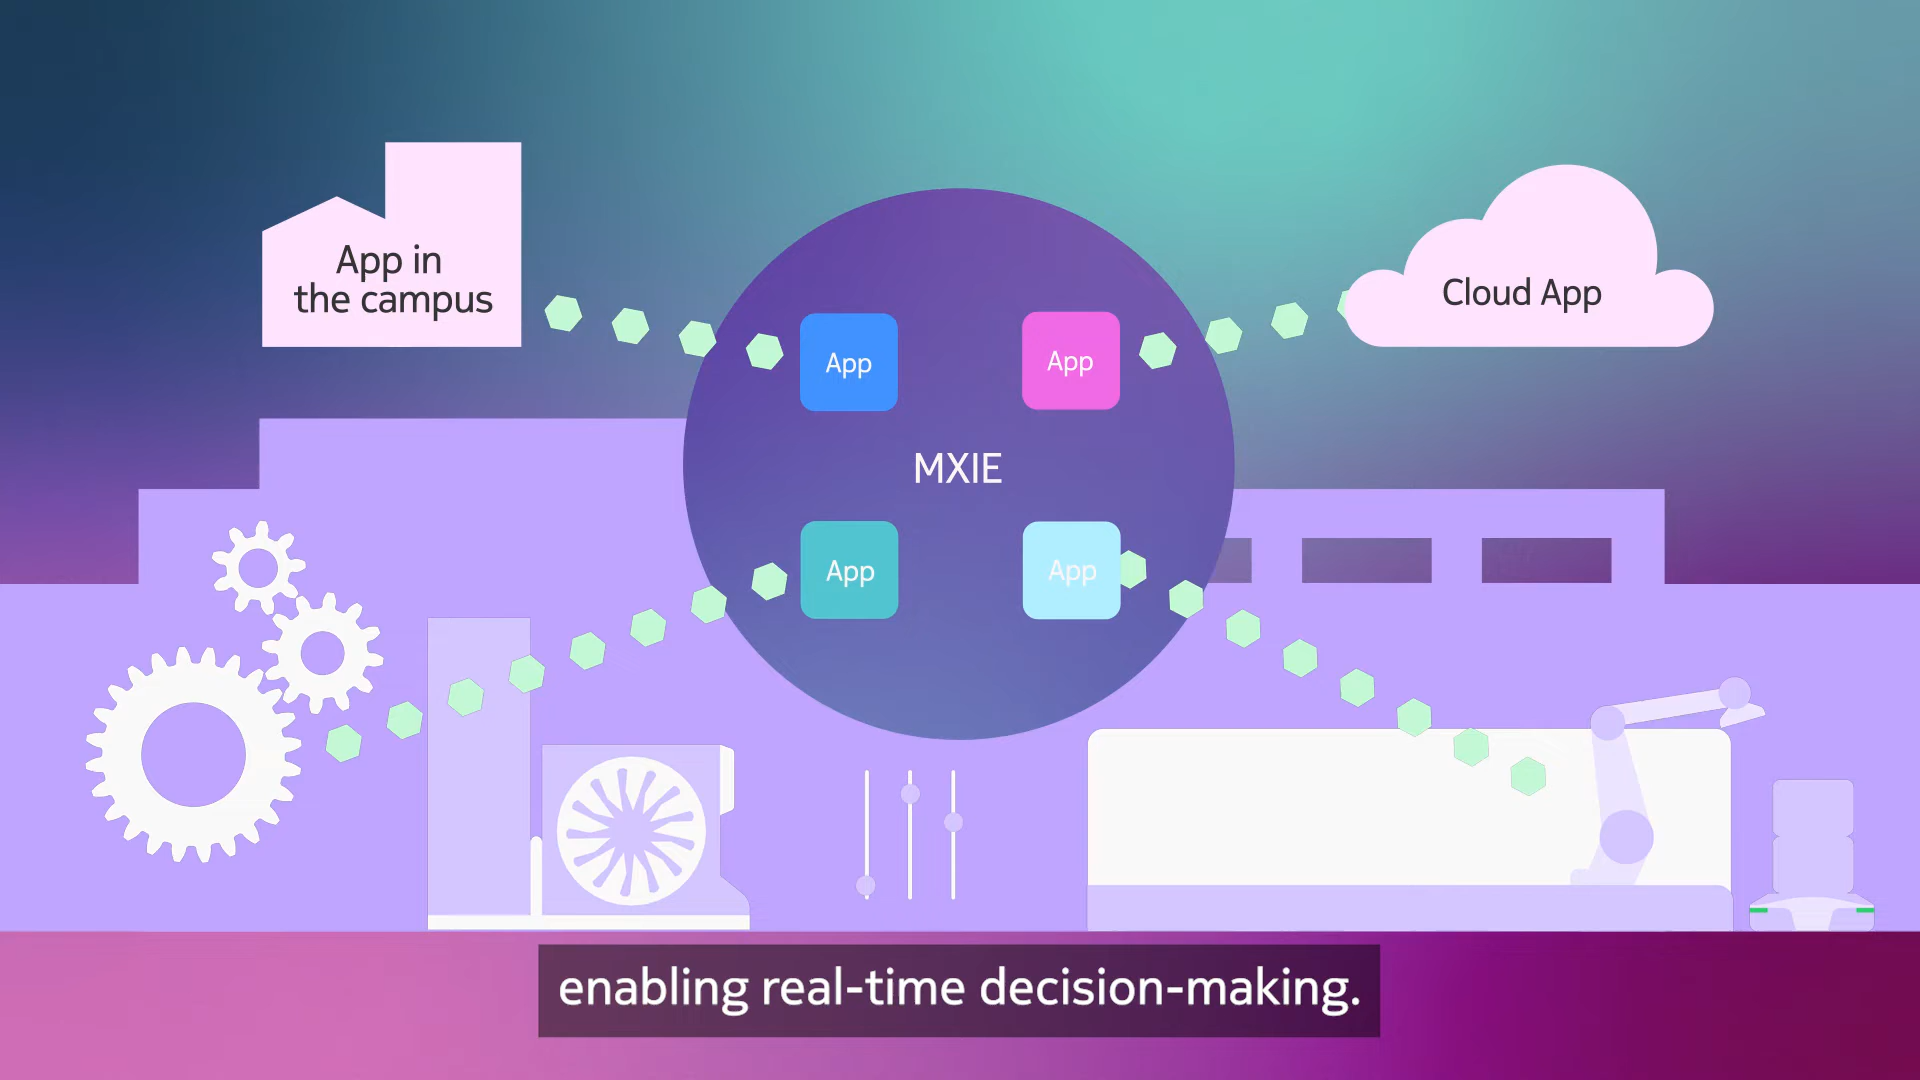 App in
the campus
Cloud App
App
App
MXIE
App
App
enabling real-time decision-making.